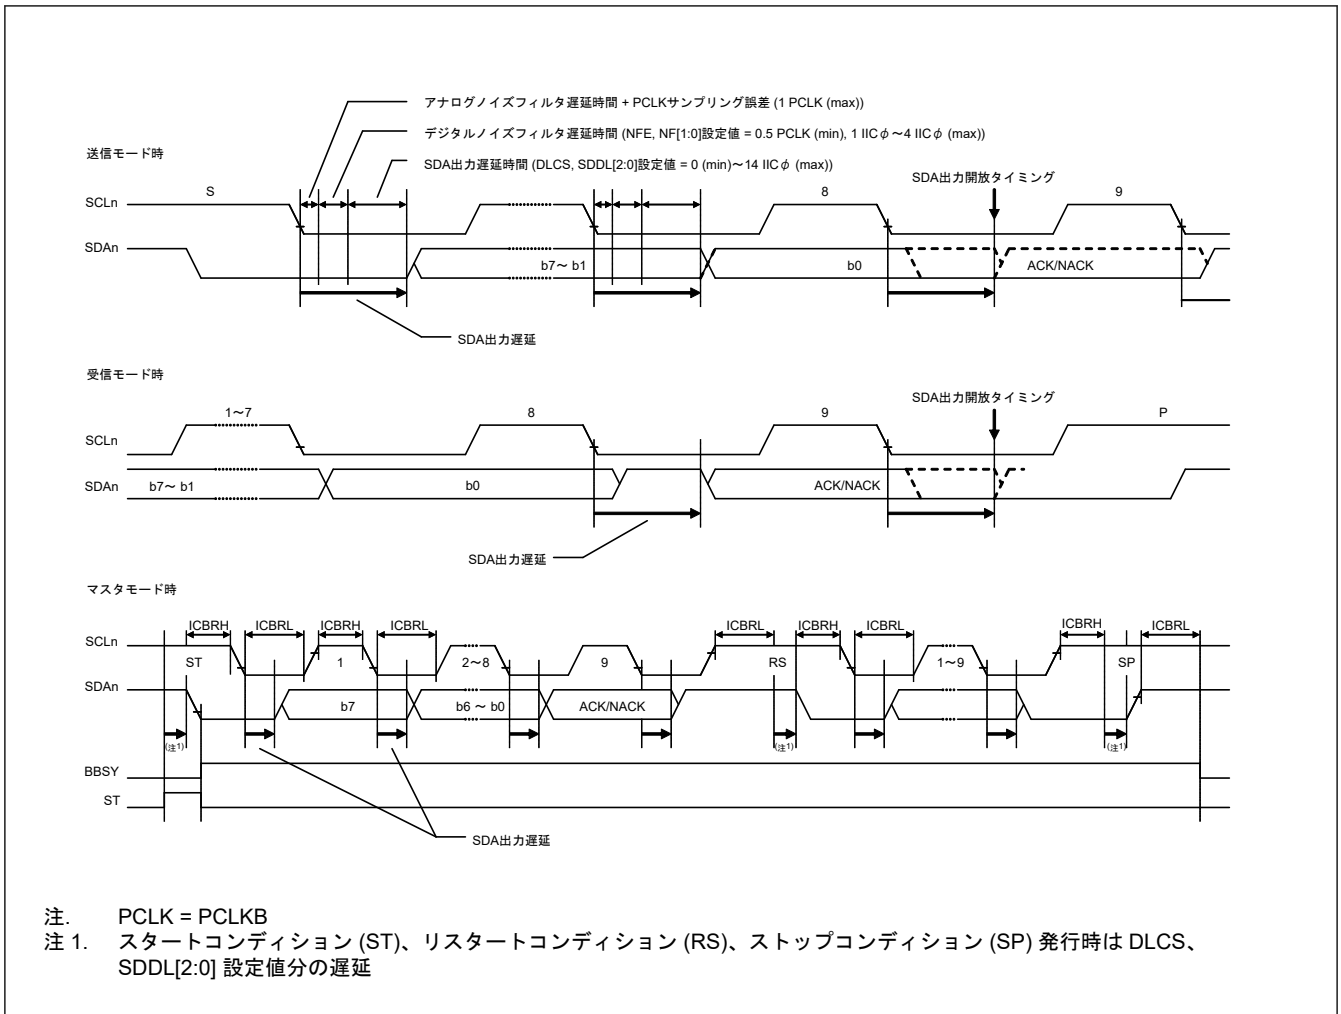 アナログノイズフィルタ遅延時間 + PCLKサンプリング誤差 (1 PCLK (max))
デジタルノイズフィルタ遅延時間 (NFE, NF[1:0]設定値 = 0.5 PCLK (min), 1 IICφ～4 IICφ (max))
送信モード時
SDA出力遅延時間 (DLCS, SDDL[2:0]設定値 = 0 (min)～14 IICφ (max))
SDA出力開放タイミング
S 8 9
SCLn
SDAn
b7～ b1 b0 ACK/NACK
SDA出力遅延
受信モード時
SDA出力開放タイミング
1～7 8 9 P
SCLn
SDAn b7～ b1 b0 ACK/NACK
SDA出力遅延
マスタモード時
ICBRH ICBRL ICBRH ICBRL ICBRL ICBRH ICBRL ICBRH ICBRL
SCLn
ST 1 2～8 9 RS 1～9 SP
SDAn
b7 b6 ～ b0 ACK/NACK
(注1) (注1) (注1)
BBSY
ST
SDA出力遅延
注. PCLK = PCLKB
注 1. スタートコンディション (ST)、リスタートコンディション (RS)、ストップコンディション (SP) 発行時は DLCS、
SDDL[2:0] 設定値分の遅延